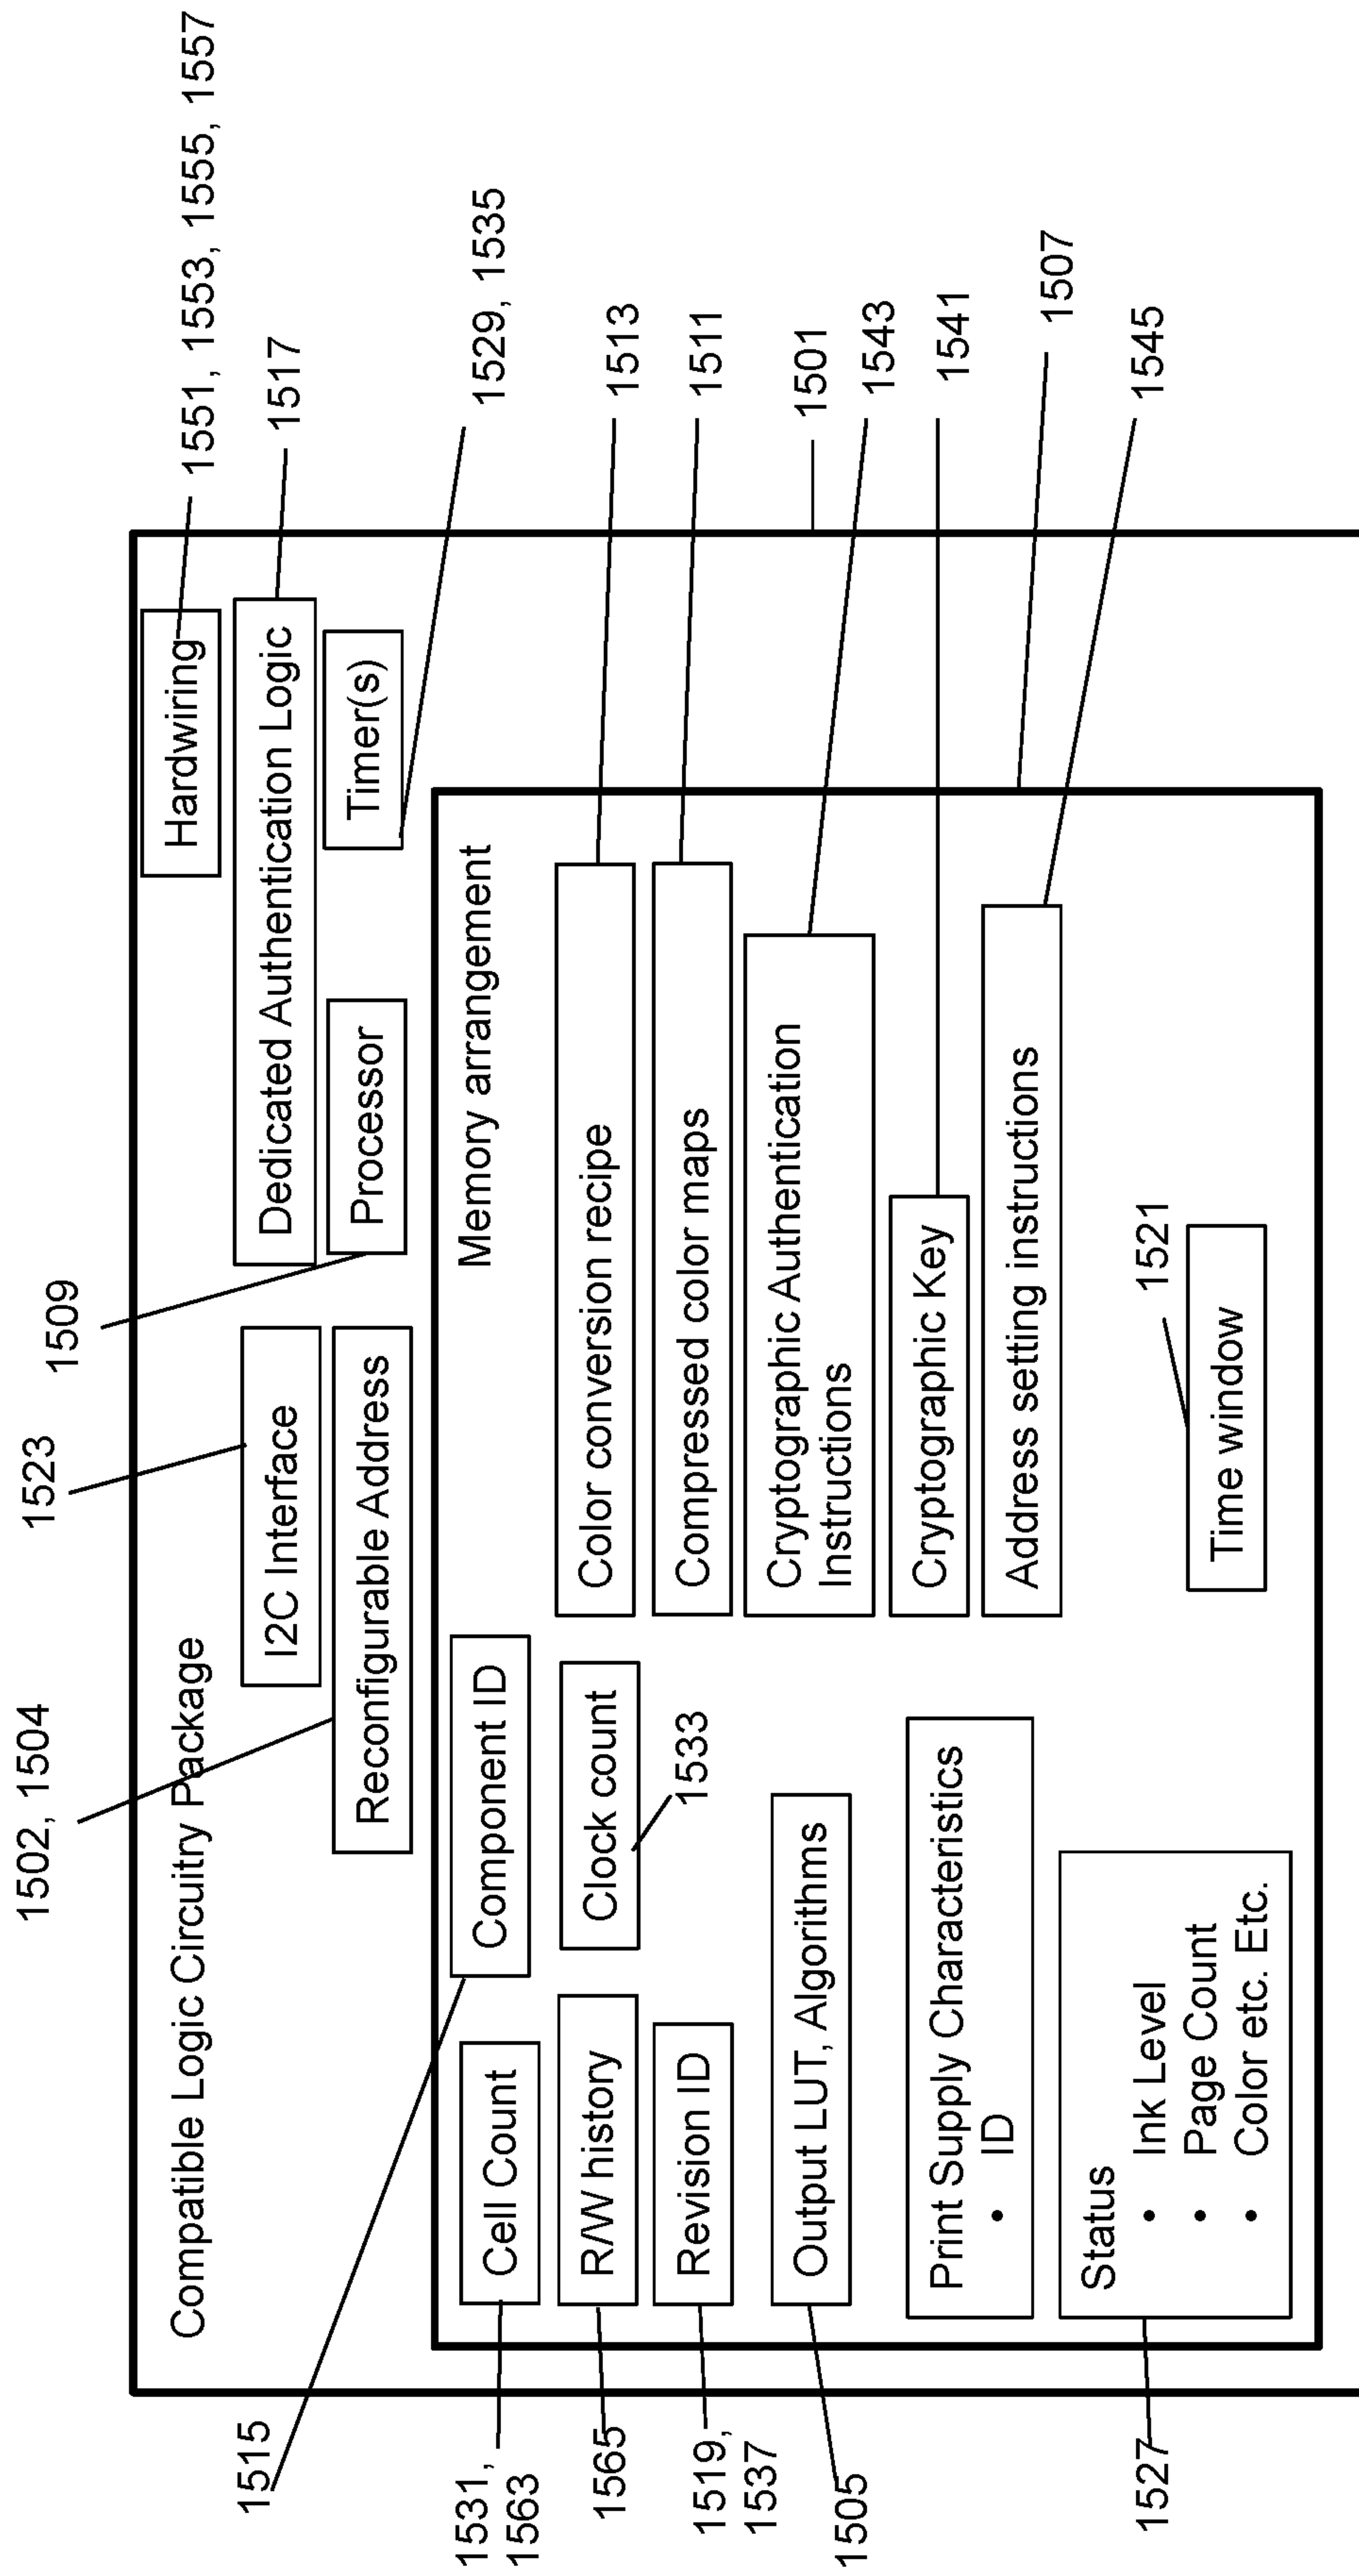 1502, 1504
1523
1509
Compatible Logic Circuitry Package
Hardwiring
1551, 1553, 1555, 1557
I2C Interface
Dedicated Authentication Logic
1517
Reconfigurable Address
Processor
Timer(s)
1529, 1535
1515
Memory arrangement
1531,
1563
Cell Count
Component ID
1565
R/W history
Clock count
1533
Color conversion recipe
1513
1519,
1537
Revision ID
Compressed color maps
1511
1505
Output LUT, Algorithms
Cryptographic Authentication
Instructions
1501
1543
Print Supply Characteristics
• ID
Cryptographic Key
1541
Address setting instructions
1507
1545
1527
Status
• Ink Level
• Page Count
• Color etc. Etc.
1521
Time window